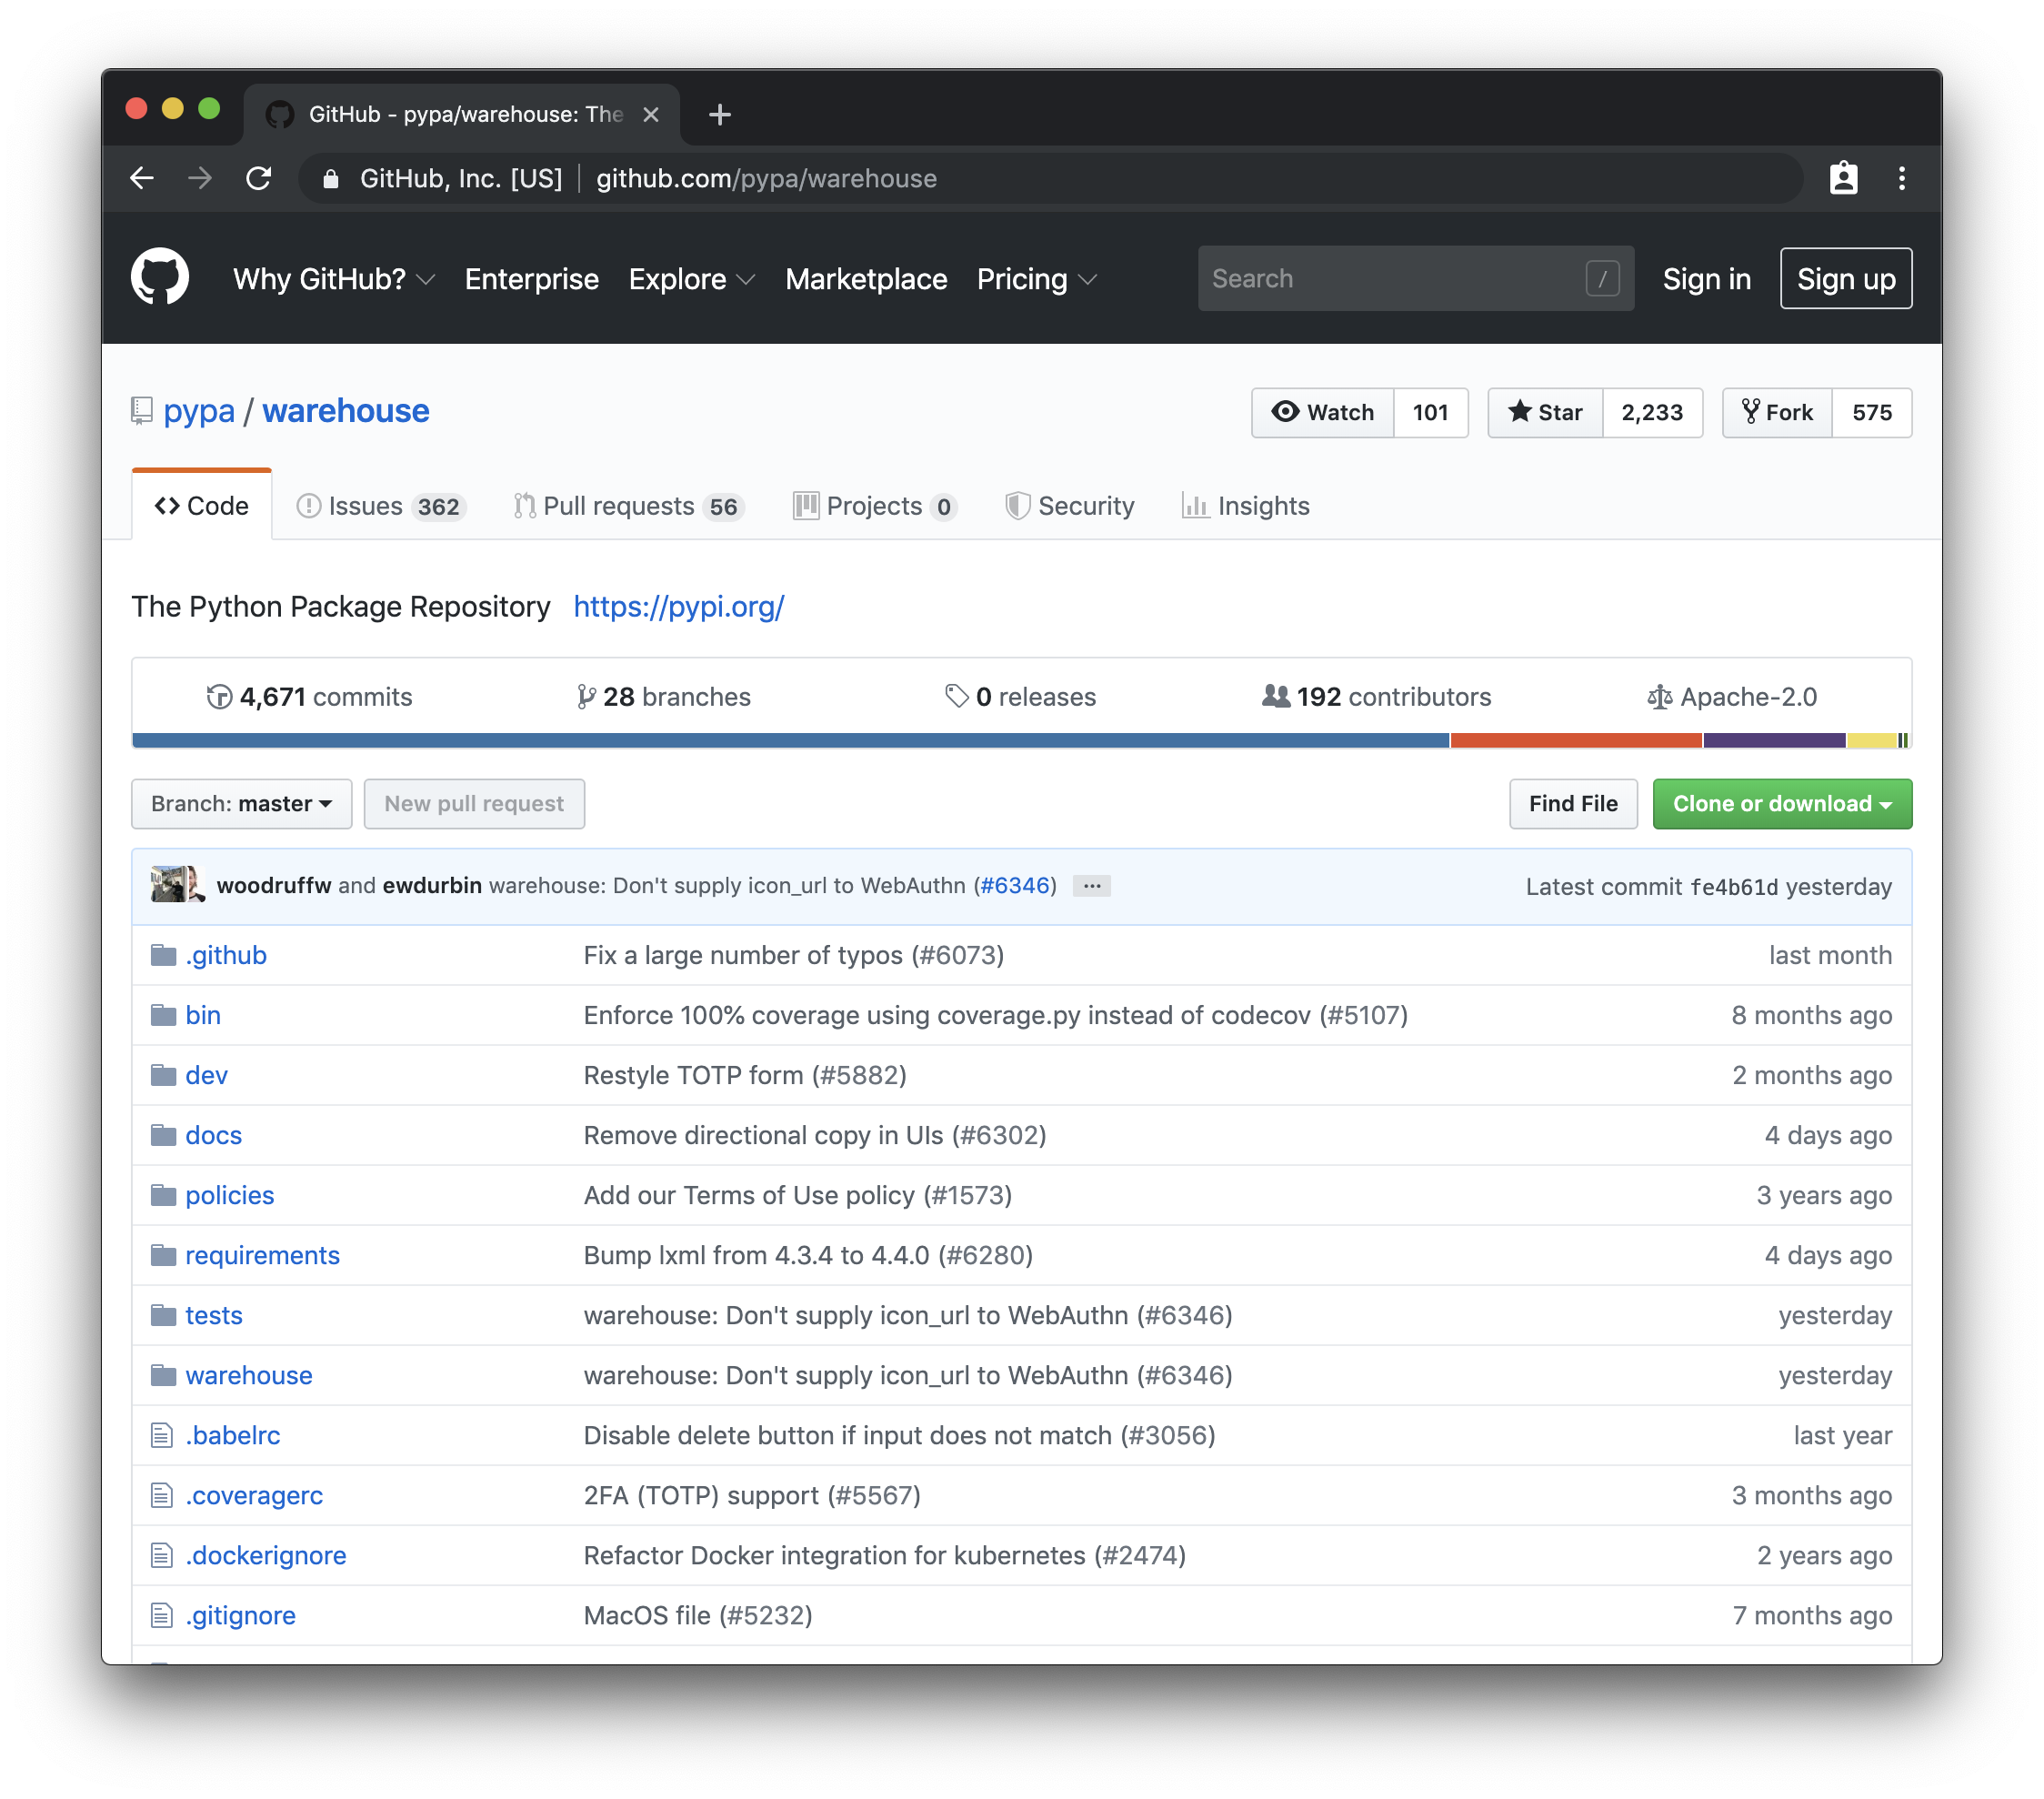 GitHub - pypa/warehouse: The
GitHub, Inc. [US] github.com/pypa/warehouse
Why GitHub? Enterprise Explore Marketplace Pricing Search / Sign in Sign up
pypa / warehouse Watch 101 Star 2,233 Fork 575
Code Issues 362 Pull requests 56 Projects 0 Security Insights
The Python Package Repository https://pypi.org/
4,671 commits 28 branches 0 releases 192 contributors Apache-2.0
Branch: master New pull request Find File Clone or download
woodruffw and ewdurbin warehouse: Don't supply icon_url to WebAuthn (#6346) ... Latest commit fe4b61d yesterday
.github Fix a large number of typos (#6073) last month
bin Enforce 100% coverage using coverage.py instead of codecov (#5107) 8 months ago
dev Restyle TOTP form (#5882) 2 months ago
docs Remove directional copy in UIs (#6302) 4 days ago
policies Add our Terms of Use policy (#1573) 3 years ago
requirements Bump lxml from 4.3.4 to 4.4.0 (#6280) 4 days ago
tests warehouse: Don't supply icon_url to WebAuthn (#6346) yesterday
warehouse warehouse: Don't supply icon_url to WebAuthn (#6346) yesterday
.babelrc Disable delete button if input does not match (#3056) last year
.coveragerc 2FA (TOTP) support (#5567) 3 months ago
.dockerignore Refactor Docker integration for kubernetes (#2474) 2 years ago
.gitignore MacOS file (#5232) 7 months ago